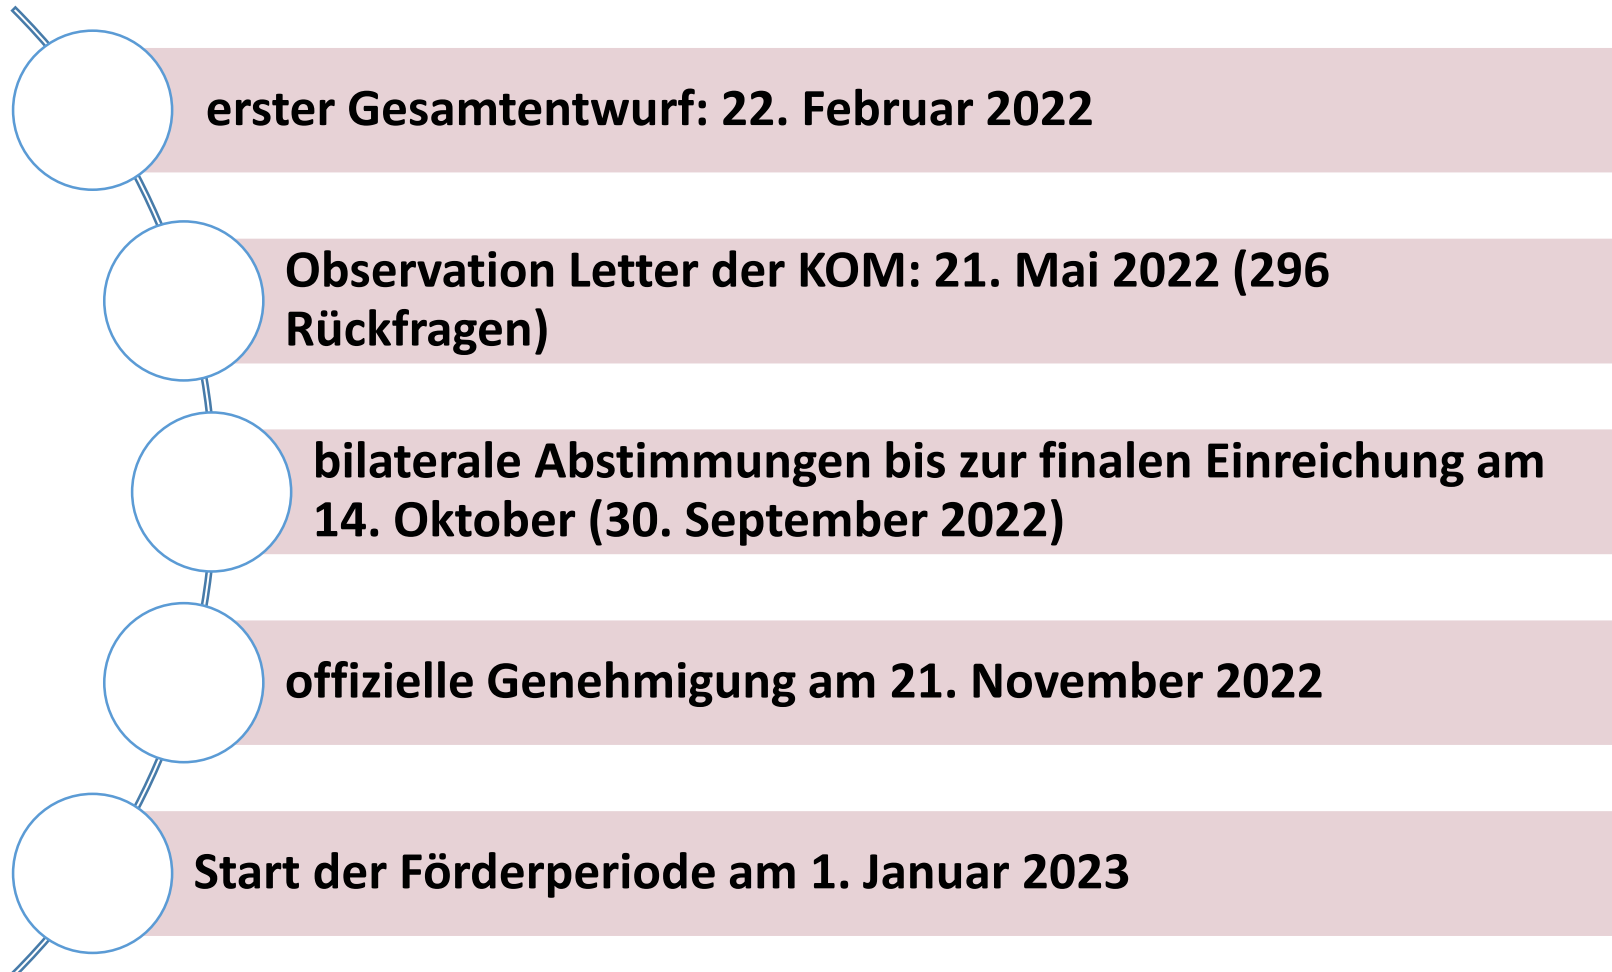 erster Gesamtentwurf: 22. Februar 2022
Observation Letter der KOM: 21. Mai 2022 (296
Rückfragen)
bilaterale Abstimmungen bis zur finalen Einreichung am
14. Oktober (30. September 2022)
offizielle Genehmigung am 21. November 2022
Start der Förderperiode am 1. Januar 2023